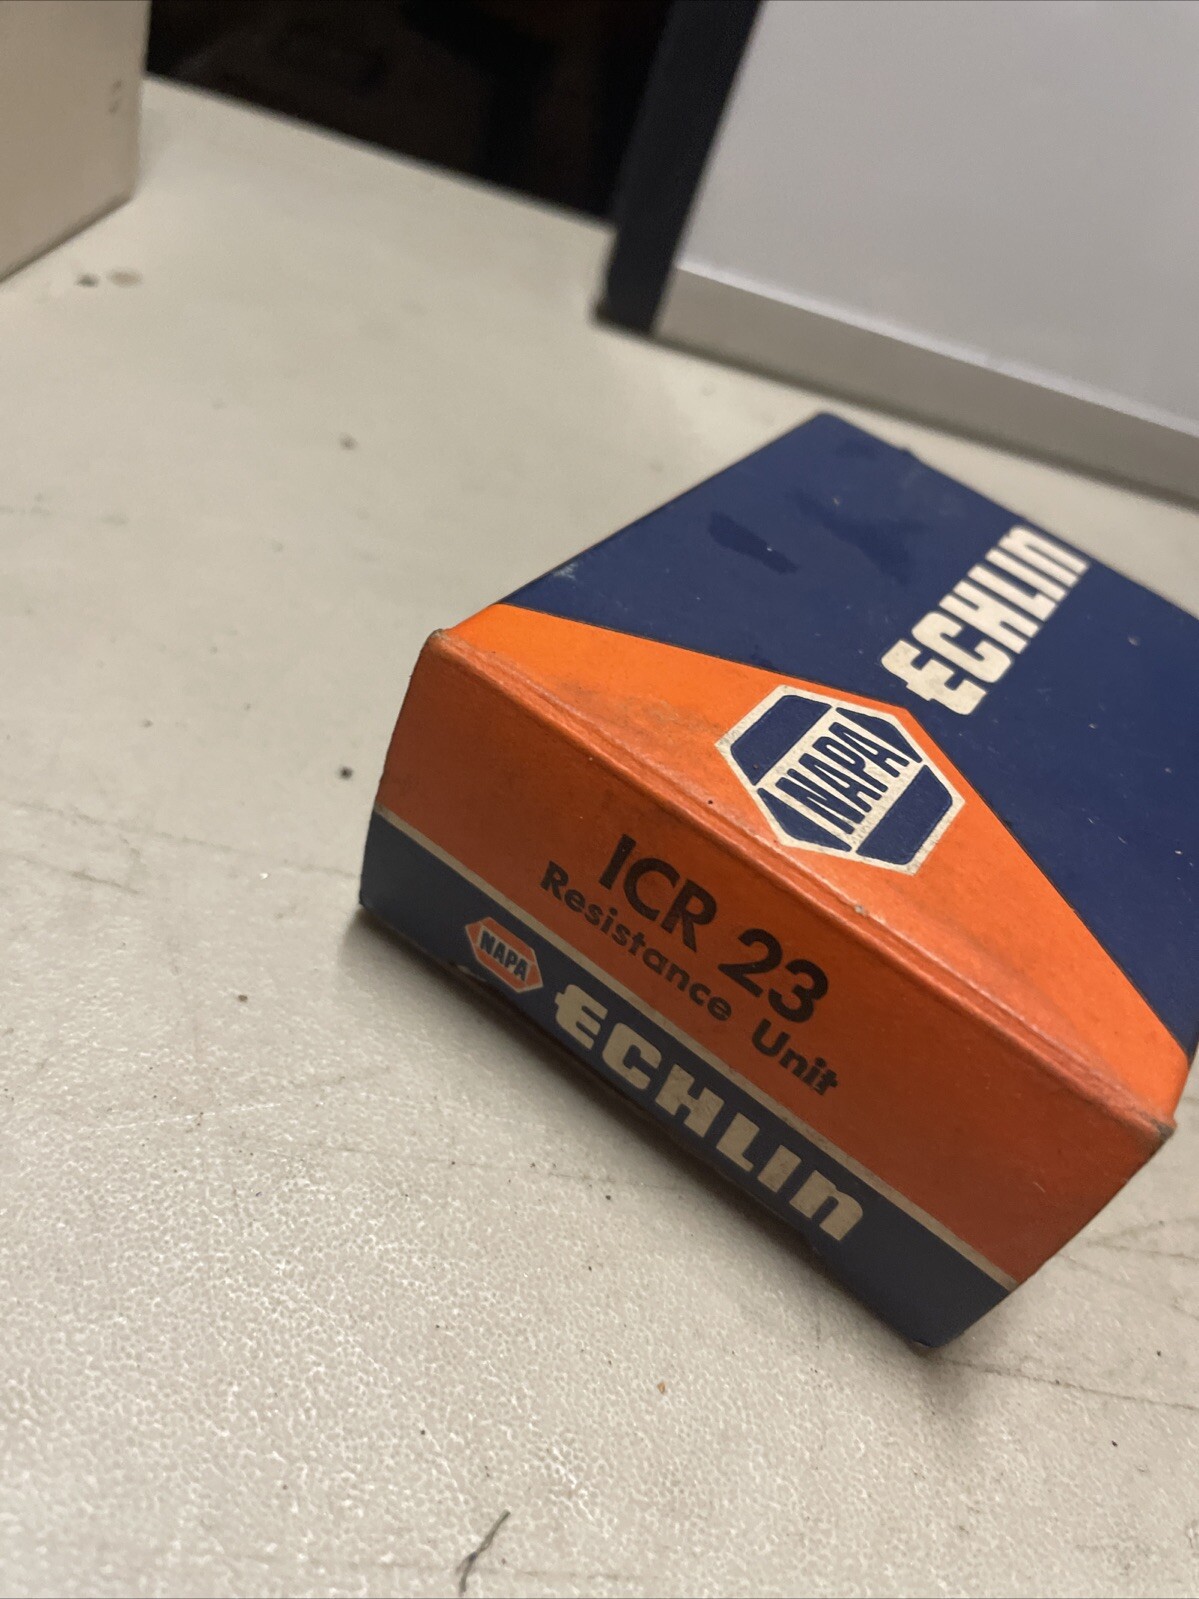 ECHLIN
NAPA
ICR 23
Resistance Unit
NAPA
ECHLIN